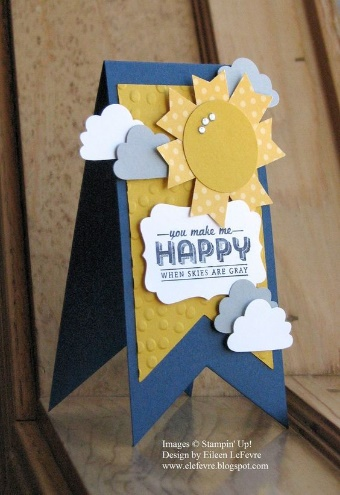 —you make me—
HAPPY
WHEN SKIES ARE GRAY
Images © Stampin' Up!
Design by Eileen LeFevre
www.elefevre.blogspot.com